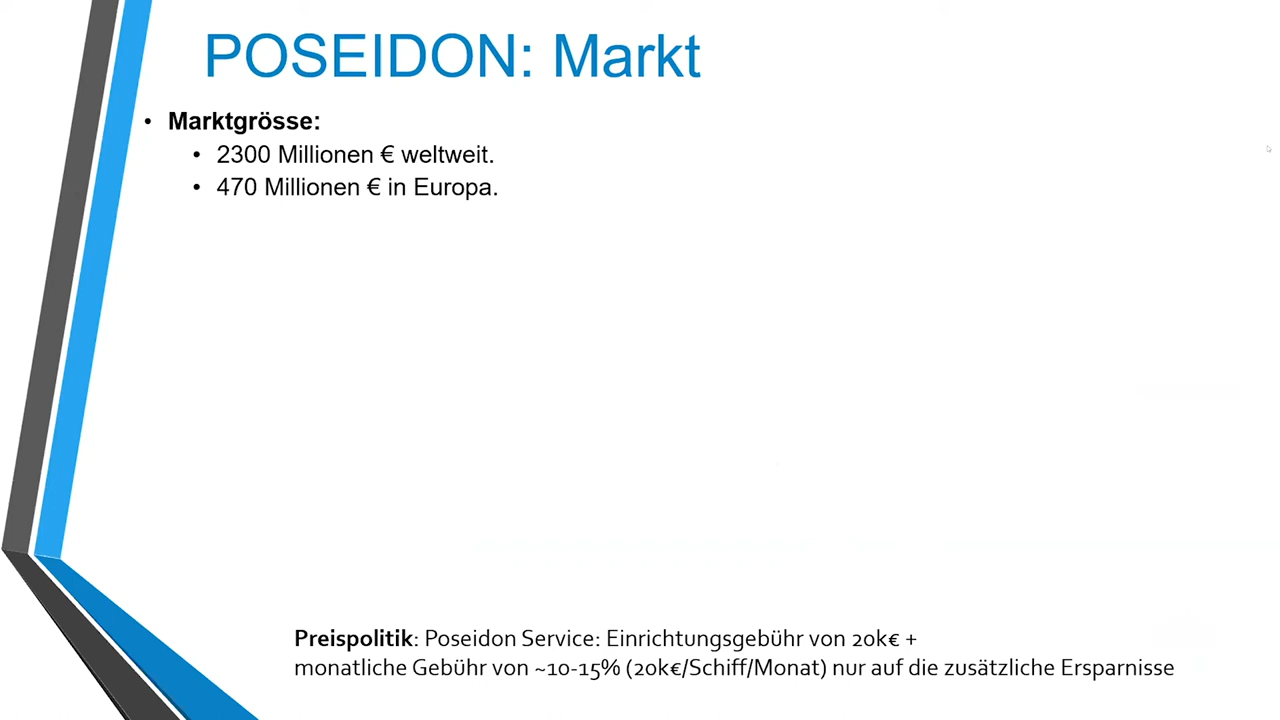 POSEIDON: Markt
• Marktgrösse:
• 2300 Millionen € weltweit.
• 470 Millionen € in Europa.
Preispolitik: Poseidon Service: Einrichtungsgebühr von 20k€ +
monatliche Gebühr von ~10-15% (20k€/Schiff/Monat) nur auf die zusätzliche Ersparnisse